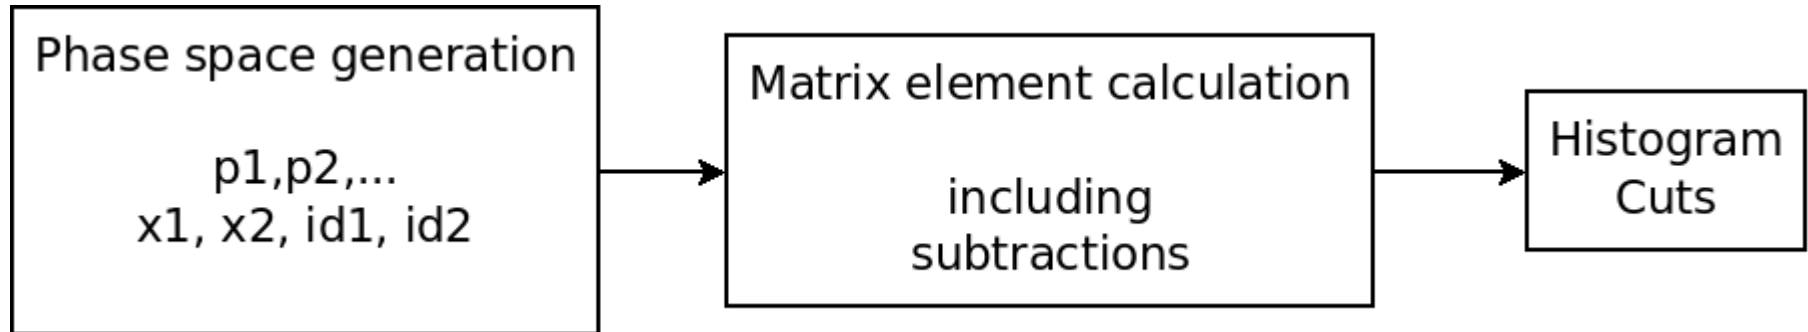 Phase space generation
p1,p2,...
x1, x2, id1, id2
Matrix element calculation
including
subtractions
Histogram
Cuts